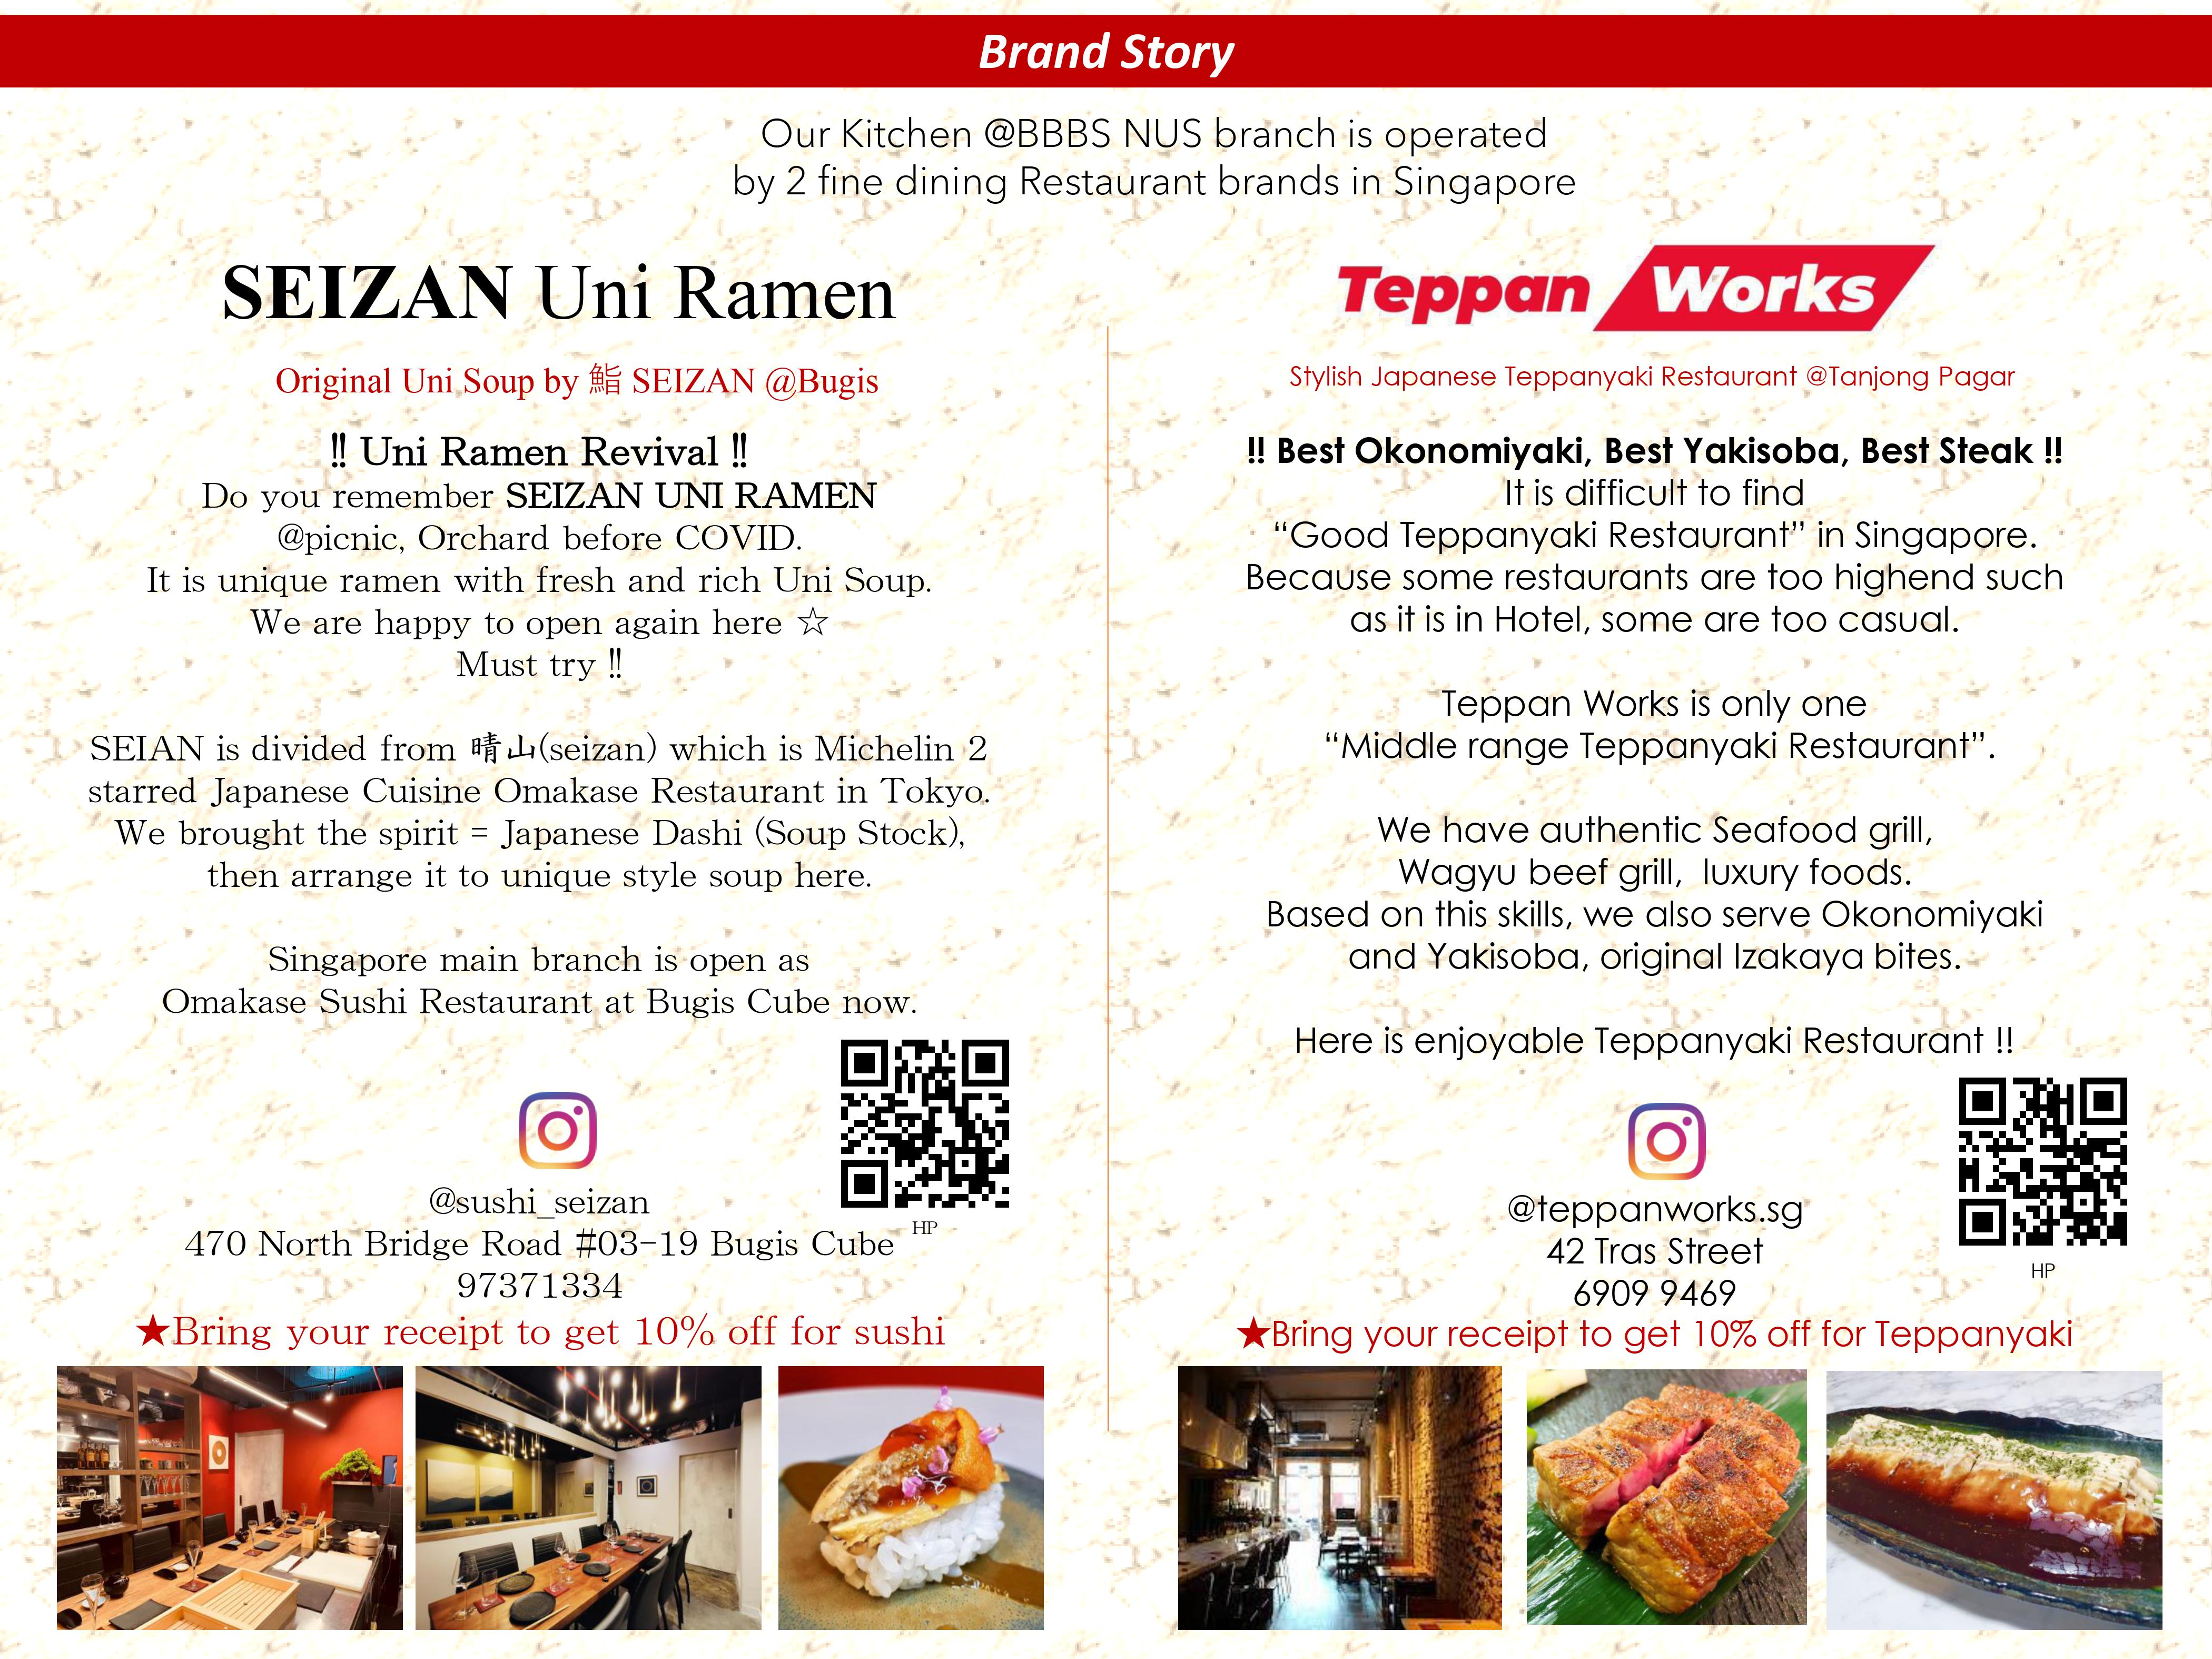 Brand Story
Our Kitchen @BBBS NUS branch is operated
by 2 fine dining Restaurant brands in Singapore
SEIZAN Uni Ramen
Original Uni Soup by 鮨 SEIZAN @Bugis
!! Uni Ramen Revival !!
Do you remember SEIZAN UNI RAMEN
@picnic, Orchard before COVID.
It is unique ramen with fresh and rich Uni Soup.
We are happy to open again here ☆
Must try !!
SEIAN is divided from 晴山(seizan) which is Michelin 2
starred Japanese Cuisine Omakase Restaurant in Tokyo.
We brought the spirit = Japanese Dashi (Soup Stock),
then arrange it to unique style soup here.
Singapore main branch is open as
Omakase Sushi Restaurant at Bugis Cube now.
@sushi_seizan
470 North Bridge Road #03-19 Bugis Cube
97371334
HP
★Bring your receipt to get 10% off for sushi
Teppan Works
Stylish Japanese Teppanyaki Restaurant @Tanjong Pagar
!! Best Okonomiyaki, Best Yakisoba, Best Steak !!
It is difficult to find
“Good Teppanyaki Restaurant” in Singapore.
Because some restaurants are too highend such
as it is in Hotel, some are too casual.
Teppan Works is only one
“Middle range Teppanyaki Restaurant”.
We have authentic Seafood grill,
Wagyu beef grill, luxury foods.
Based on this skills, we also serve Okonomiyaki
and Yakisoba, original Izakaya bites.
Here is enjoyable Teppanyaki Restaurant !!
@teppanworks.sg
42 Tras Street
6909 9469
HP
★Bring your receipt to get 10% off for Teppanyaki